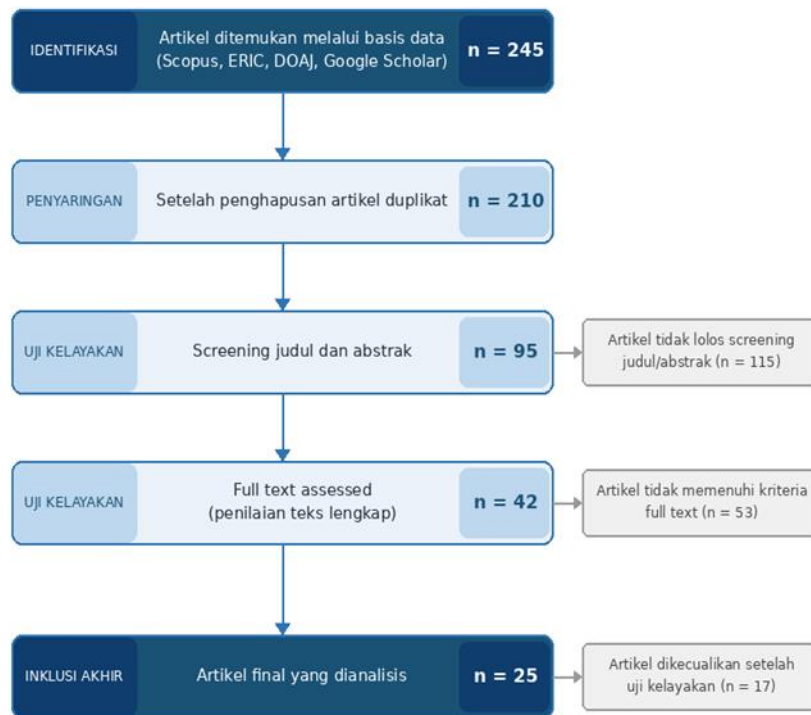 IDENTIFIKASI
Artikel ditemukan melalui basis data
(Scopus, ERIC, DOAJ, Google Scholar)
n = 245
PENYARINGAN
Setelah penghapusan artikel duplikat
n = 210
UJI KELAYAKAN
Screening judul dan abstrak
n = 95
Artikel tidak lolos screening
judul/abstrak (n = 115)
UJI KELAYAKAN
Full text assessed
(penilaian teks lengkap)
n = 42
Artikel tidak memenuhi kriteria
full text (n = 53)
INKLUSI AKHIR
Artikel final yang dianalisis
n = 25
Artikel dikecualikan setelah
uji kelayakan (n = 17)